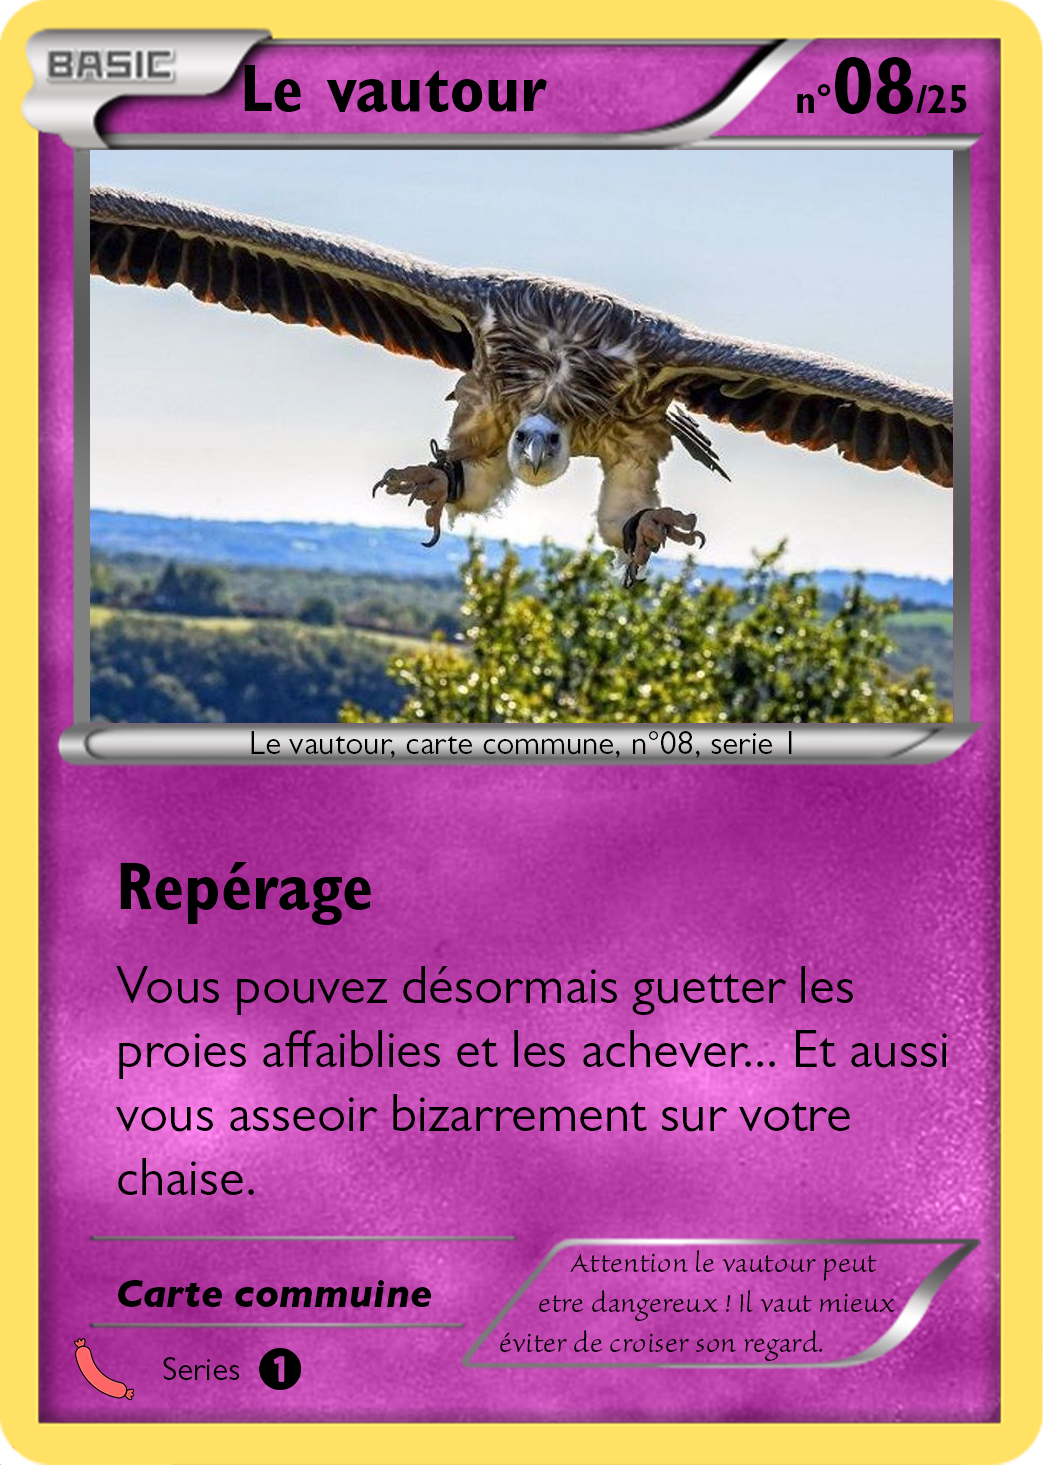 BASIC
Le vautour
n°08/25
Le vautour, carte commune, n°08, serie 1
Repérage
Vous pouvez désormais guetter les
proies affaiblies et les achever... Et aussi
vous asseoir bizarrement sur votre
chaise.
Carte commuine
Attention le vautour peut
etre dangereux ! Il vaut mieux
éviter de croiser son regard.
Series 1